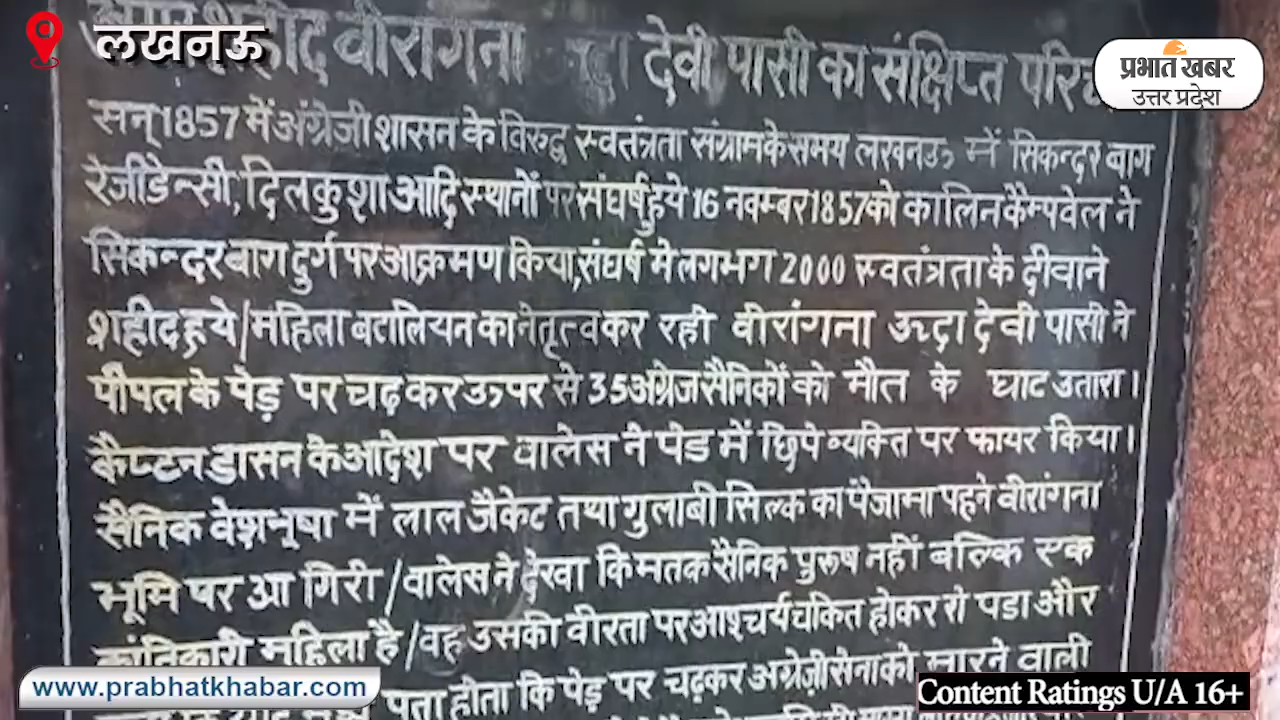 लखनऊ
प्रभात खबर
उत्तर प्रदेश
वीरांगना देवी पासी का संक्षिप्त
सन् 1857 में अंग्रेजी शासन के विरुद्ध स्वतंत्रता संग्राम के समय लखनऊ में सिकन्दर बाग
रेजीडेन्सी, दिलकुशा आदि स्थानों पर संघर्ष हुये 16 नवम्बर 1857 को कालिन कैम्पवेल ने
सिकन्दर बाग दुर्ग पर आक्रमण किया, संघर्ष मे लगभग 2000 स्वतंत्रता के दीवाने
शहीद हुये / महिला बटालियन का नेतृत्व कर रही वीरांगना ऊदा देवी पासी ने
पीपल के पेड़ पर चढ़ कर ऊपर से 35 अंग्रेज सैनिकों को मौत के घाट उतारा ।
कैप्टन डासन के आदेश पर वालेस ने पेड में छिपे व्यक्ति पर फायर किया ।
सैनिक वेशभूषा में लाल जैकेट तथा गुलाबी सिल्क का पैजामा पहने वीरांगना
भूमि पर आ गिरी / वालेस ने देखा कि मतक सैनिक पुरूष नहीं बल्कि एक
क्रांतिकारी महिला है / वह उसकी वीरता पर आश्चर्य चकित होकर रो पडा और
पता होता कि पेड़ पर चढ़कर अंग्रेज़ी सेना को मारने वाली
www.prabhatkhabar.com
Content Ratings U/A 16+